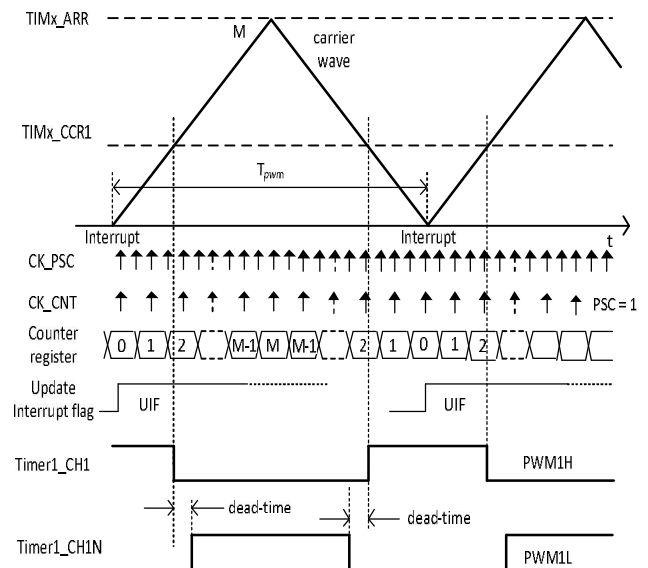 TIMx_ARR
M
carrier
wave
TIMx_CCR1
Tpwm
t
Interrupt
Interrupt
CK_PSC
CK_CNT
PSC = 1
Counter
register
0 1 2 M-1 M M-1 2 1 0 1 2
Update
Interrupt flag
UIF
UIF
Timer1_CH1
PWM1H
dead-time
dead-time
Timer1_CH1N
PWM1L